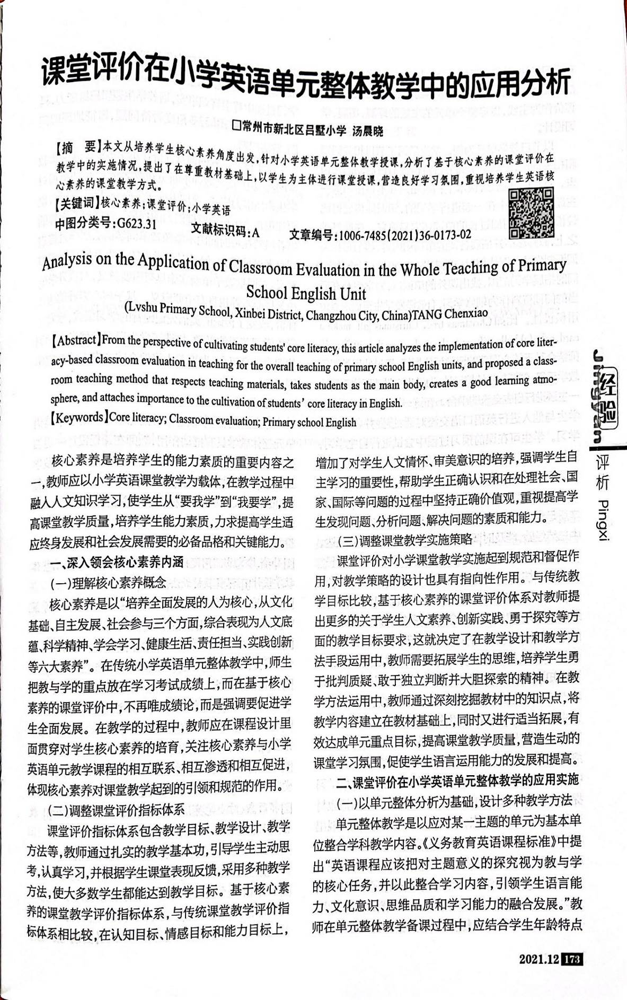 课堂评价在小学英语单元整体教学中的应用分析
□常州市新北区吕墅小学 汤晨晓
【摘 要】本文从培养学生核心素养角度出发,针对小学英语单元整体教学授课,分析了基于核心素养的课堂评价在
教学中的实施情况,提出了在尊重教材基础上,以学生为主体进行课堂授课,营造良好学习氛围,重视培养学生英语核
心素养的课堂教学方式。
【关键词】核心素养;课堂评价;小学英语
中图分类号:G623.31 文献标识码:A 文章编号:1006-7485(2021)36-0173-02
Analysis on the Application of Classroom Evaluation in the Whole Teaching of Primary
School English Unit
(Lvshu Primary School, Xinbei District, Changzhou City, China)TANG Chenxiao
【Abstract】From the perspective of cultivating students' core literacy, this article analyzes the implementation of core liter-
acy-based classroom evaluation in teaching for the overall teaching of primary school English units, and proposed a class-
room teaching method that respects teaching materials, takes students as the main body, creates a good learning atmo-
sphere, and attaches importance to the cultivation of students’ core literacy in English.
【Keywords】Core literacy; Classroom evaluation; Primary school English
核心素养是培养学生的能力素质的重要内容之
一,教师应以小学英语课堂教学为载体,在教学过程中
融入人文知识学习,使学生从“要我学”到“我要学”,提
高课堂教学质量,培养学生能力素质,力求提高学生适
应终身发展和社会发展需要的必备品格和关键能力。
一、深入领会核心素养内涵
(一)理解核心素养概念
核心素养是以“培养全面发展的人为核心,从文化
基础、自主发展、社会参与三个方面,综合表现为人文底
蕴、科学精神、学会学习、健康生活、责任担当、实践创新
等六大素养”。在传统小学英语单元整体教学中,师生
把教与学的重点放在学习考试成绩上;而在基于核心
素养的课堂评价中,不再唯成绩论,而是强调要促进学
生全面发展。在教学的过程中,教师应在课程设计里
面贯穿对学生核心素养的培育,关注核心素养与小学
英语单元教学课程的相互联系、相互渗透和相互促进,
体现核心素养对课堂教学起到的引领和规范的作用。
(二)调整课堂评价指标体系
课堂评价指标体系包含教学目标、教学设计、教学
方法等,教师通过扎实的教学基本功,引导学生主动思
考,认真学习,并根据学生课堂表现反馈,采用多种教学
方法,使大多数学生都能达到教学目标。基于核心素
养的课堂教学评价指标体系,与传统课堂教学评价指
标体系相比较,在认知目标、情感目标和能力目标上,
增加了对学生人文情怀、审美意识的培养,强调学生自
主学习的重要性,帮助学生正确认识和在处理社会、国
家、国际等问题的过程中坚持正确价值观,重视提高学
生发现问题、分析问题、解决问题的素质和能力。
(三)调整课堂教学实施策略
课堂评价对小学课堂教学实施起到规范和督促作
用,对教学策略的设计也具有指向性作用。与传统教
学目标比较,基于核心素养的课堂评价体系对教师提
出更多的关于学生人文素养、创新实践、勇于探究等方
面的教学目标要求,这就决定了在教学设计和教学方
法手段运用中,教师需要拓展学生的思维,培养学生勇
于批判质疑、敢于独立判断并大胆探索的精神。在教
学方法运用中,教师通过深刻挖掘教材中的知识点,将
教学内容建立在教材基础上,同时又进行适当拓展,有
效达成单元重点目标,提高课堂教学质量,营造生动的
课堂学习氛围,促使学生语言运用能力的发展和提高。
二、课堂评价在小学英语单元整体教学的应用实施
(一)以单元整体分析为基础,设计多种教学方法
单元整体教学是以应对某一主题的单元为基本单
位整合学科教学内容。《义务教育英语课程标准》中提
出“英语课程应该把对主题意义的探究视为教与学
的核心任务,并以此整合学习内容,引领学生语言能
力、文化意识、思维品质和学习能力的融合发展。”教
师在单元整体教学备课过程中,应结合学生年龄特点
Jingyan
经验
评析 Pingxi
2021.12 173